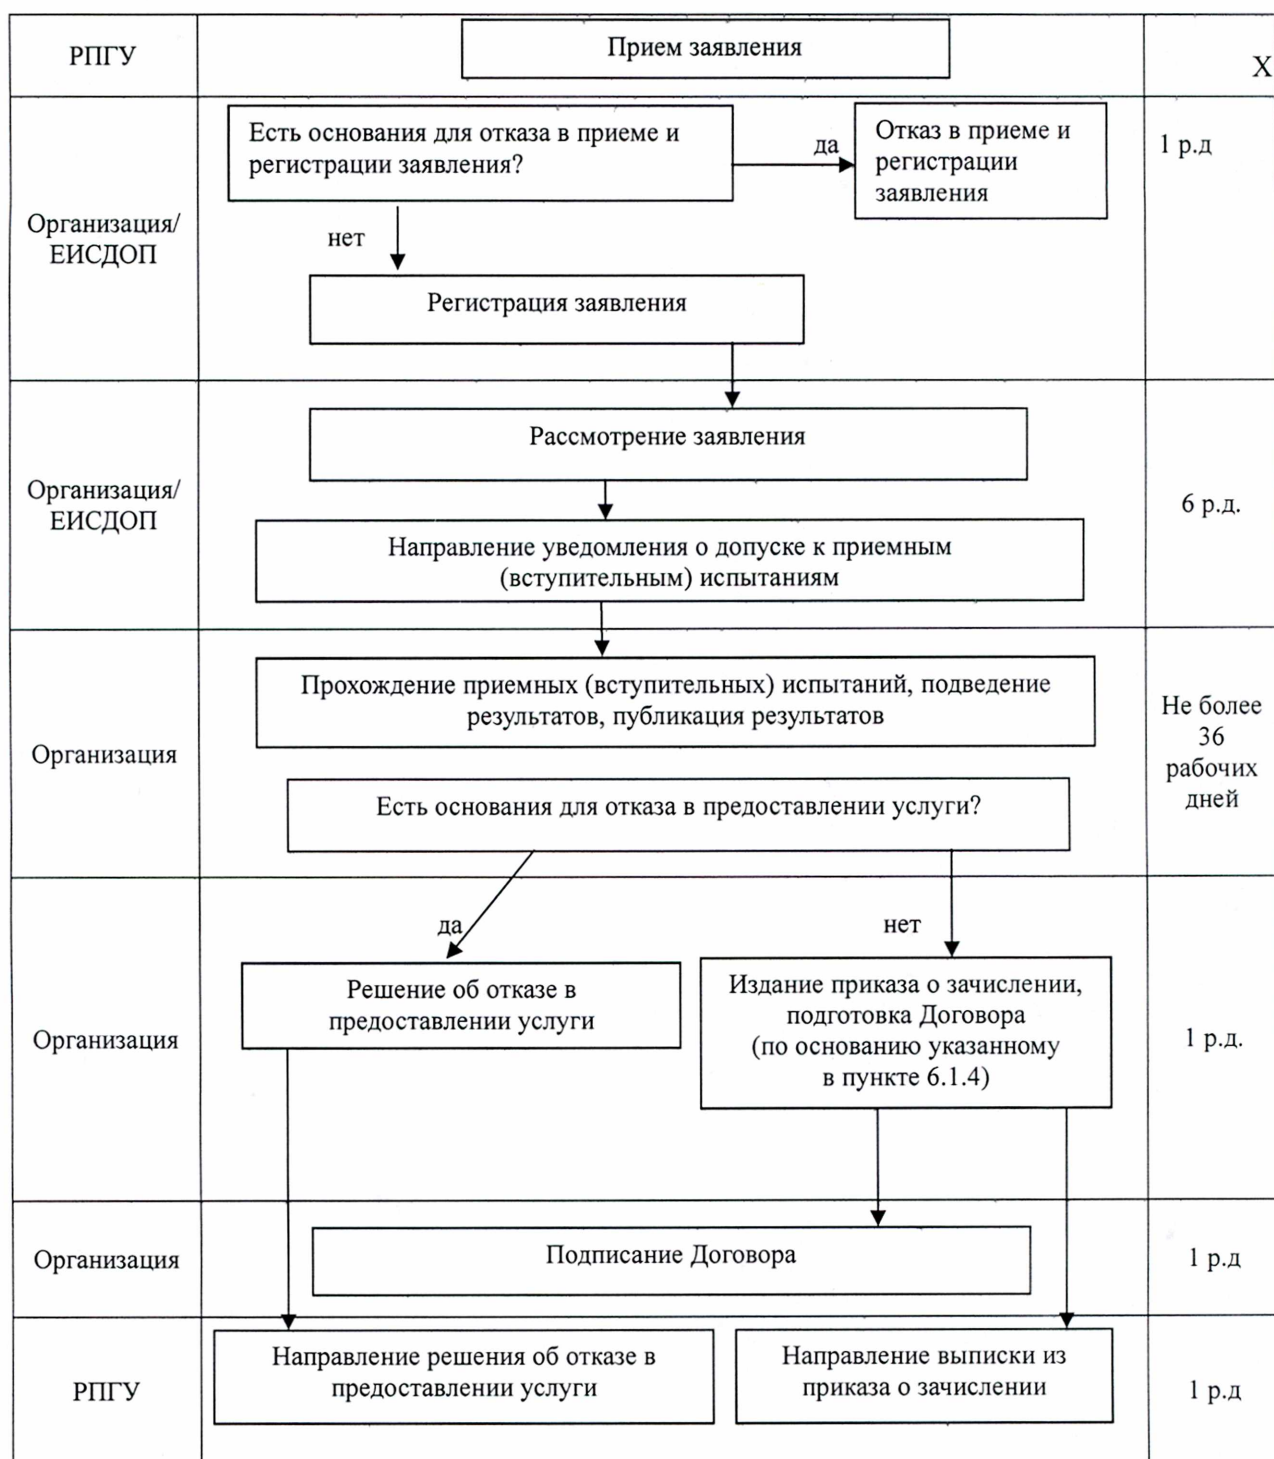 РПГУ
Прием заявления
X
Есть основания для отказа в приеме и
регистрации заявления?
да
Отказ в приеме и
регистрации
заявления
1 р.д
Организация/
ЕИСДОП
нет
Регистрация заявления
Рассмотрение заявления
Организация/
ЕИСДОП
6 р.д.
Направление уведомления о допуске к приемным
(вступительным) испытаниям
Прохождение приемных (вступительных) испытаний, подведение
результатов, публикация результатов
Организация
Не более
36
рабочих
дней
Есть основания для отказа в предоставлении услуги?
да
нет
Решение об отказе в
предоставлении услуги
Издание приказа о зачислении,
подготовка Договора
(по основанию указанному
в пункте 6.1.4)
Организация
1 р.д.
Организация
Подписание Договора
1 р.д
РПГУ
Направление решения об отказе в
предоставлении услуги
Направление выписки из
приказа о зачислении
1 р.д